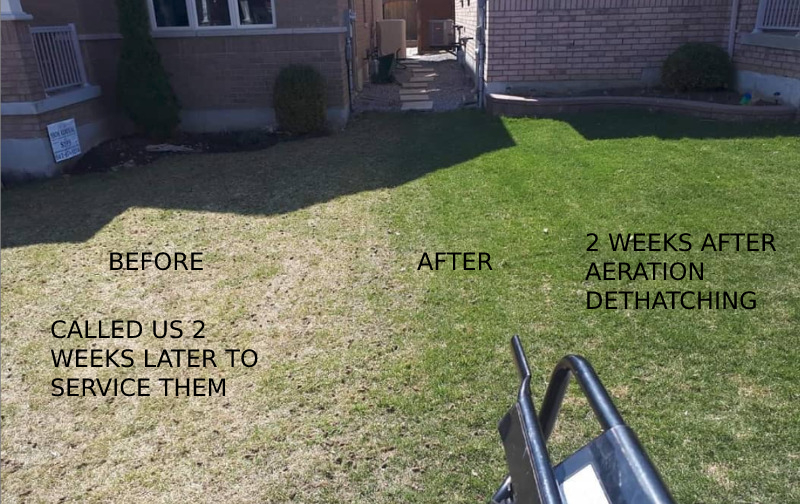 BEFORE
AFTER
2 WEEKS AFTER
AERATION
DETHATCHING
CALLED US 2
WEEKS LATER TO
SERVICE THEM